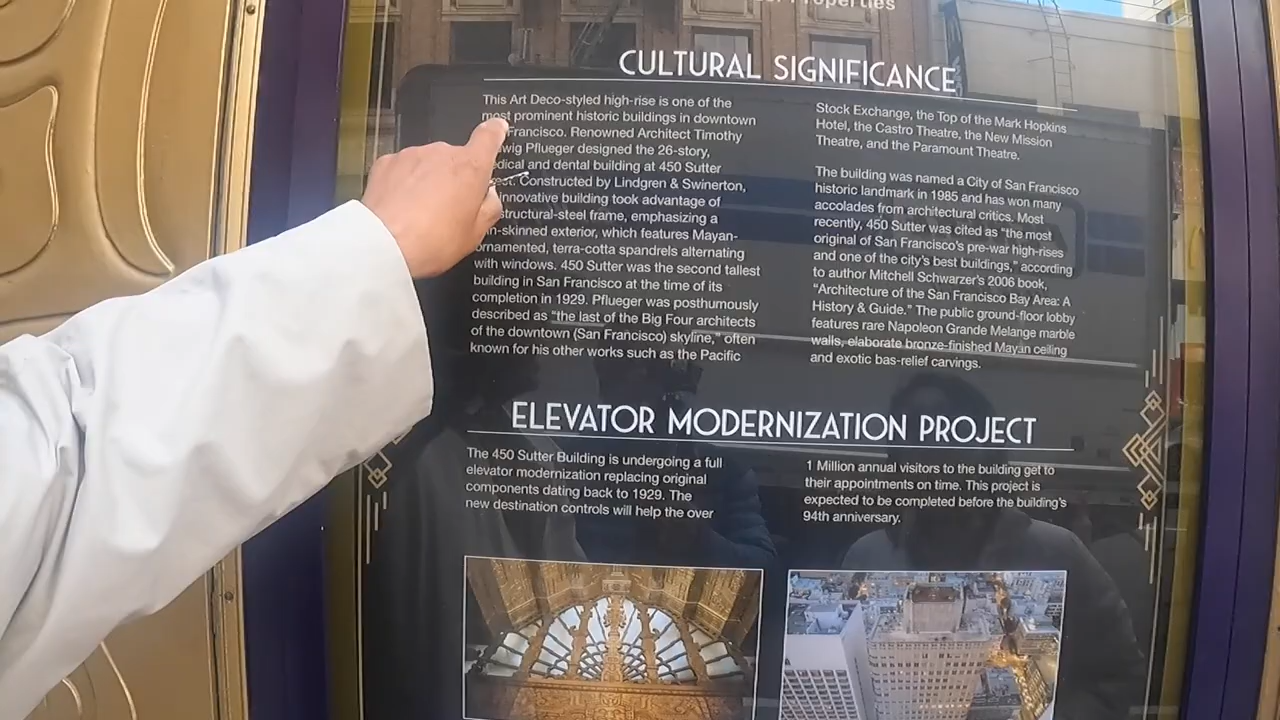 Properties
CULTURAL SIGNIFICANCE
This Art Deco-styled high-rise is one of the
most prominent historic buildings in downtown
Francisco. Renowned Architect Timothy
wig Pflueger designed the 26-story,
edical and dental building at 450 Sutter
eet. Constructed by Lindgren & Swinerton,
innovative building took advantage of
structural-steel frame, emphasizing a
n-skinned exterior, which features Mayan-
ornamented, terra-cotta spandrels alternating
with windows. 450 Sutter was the second tallest
building in San Francisco at the time of its
completion in 1929. Pflueger was posthumously
described as "the last of the Big Four architects
of the downtown (San Francisco) skyline," often
known for his other works such as the Pacific
Stock Exchange, the Top of the Mark Hopkins
Hotel, the Castro Theatre, the New Mission
Theatre, and the Paramount Theatre.
The building was named a City of San Francisco
historic landmark in 1985 and has won many
accolades from architectural critics. Most
recently, 450 Sutter was cited as "the most
original of San Francisco's pre-war high-rises
and one of the city's best buildings," according
to author Mitchell Schwarzer's 2006 book,
"Architecture of the San Francisco Bay Area: A
History & Guide." The public ground-floor lobby
features rare Napoleon Grande Melange marble
walls, elaborate bronze-finished Mayan ceiling
and exotic bas-relief carvings.
ELEVATOR MODERNIZATION PROJECT
The 450 Sutter Building is undergoing a full
elevator modernization replacing original
components dating back to 1929. The
new destination controls will help the over
1 Million annual visitors to the building get to
their appointments on time. This project is
expected to be completed before the building's
94th anniversary.